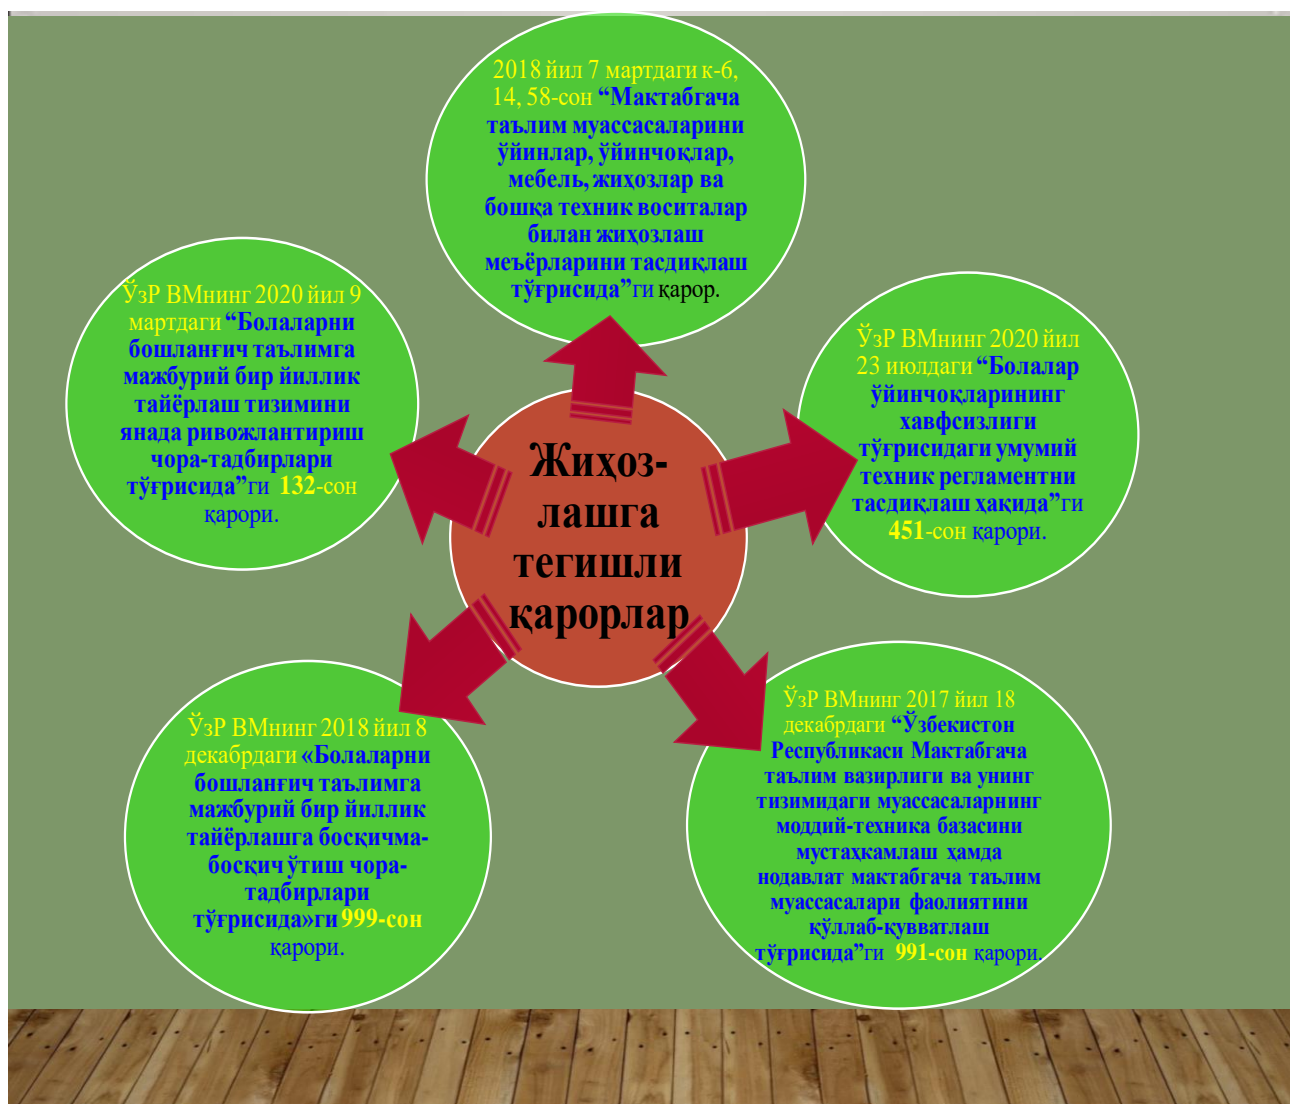 2018 йил 7 мартдаги к-6,
14, 58-сон “Мактабгача
таълим муассасаларини
ўйинлар, ўйинчоқлар,
мебель, жиҳозлар ва
бошқа техник воситалар
билан жиҳозлаш
меъёрларини тасдиқлаш
тўғрисида”ги қарор.
ЎзР ВМнинг 2020 йил 9
мартдаги “Болаларни
бошланғич таълимга
мажбурий бир йиллик
тайёрлаш тизимини
янада ривожлантириш
чора-тадбирлари
тўғрисида”ги 132-сон
қарори.
ЎзР ВМнинг 2020 йил
23 июлдаги “Болалар
ўйинчоқларининг
хавфсизлиги
тўғрисидаги умумий
техник регламентни
тасдиқлаш ҳақида”ги
451-сон қарори.
Жиҳоз-
лашга
тегишли
қарорлар
ЎзР ВМнинг 2018 йил 8
декабрдаги «Болаларни
бошланғич таълимга
мажбурий бир йиллик
тайёрлашга босқичма-
босқич ўтиш чора-
тадбирлари
тўғрисида»ги 999-сон
қарори.
ЎзР ВМнинг 2017 йил 18
декабрдаги “Ўзбекистон
Республикаси Мактабгача
таълим вазирлиги ва унинг
тизимидаги муассасаларнинг
моддий-техника базасини
мустаҳкамлаш ҳамда
нодавлат мактабгача таълим
муассасалари фаолиятини
қўллаб-қувватлаш
тўғрисида”ги 991-сон қарори.